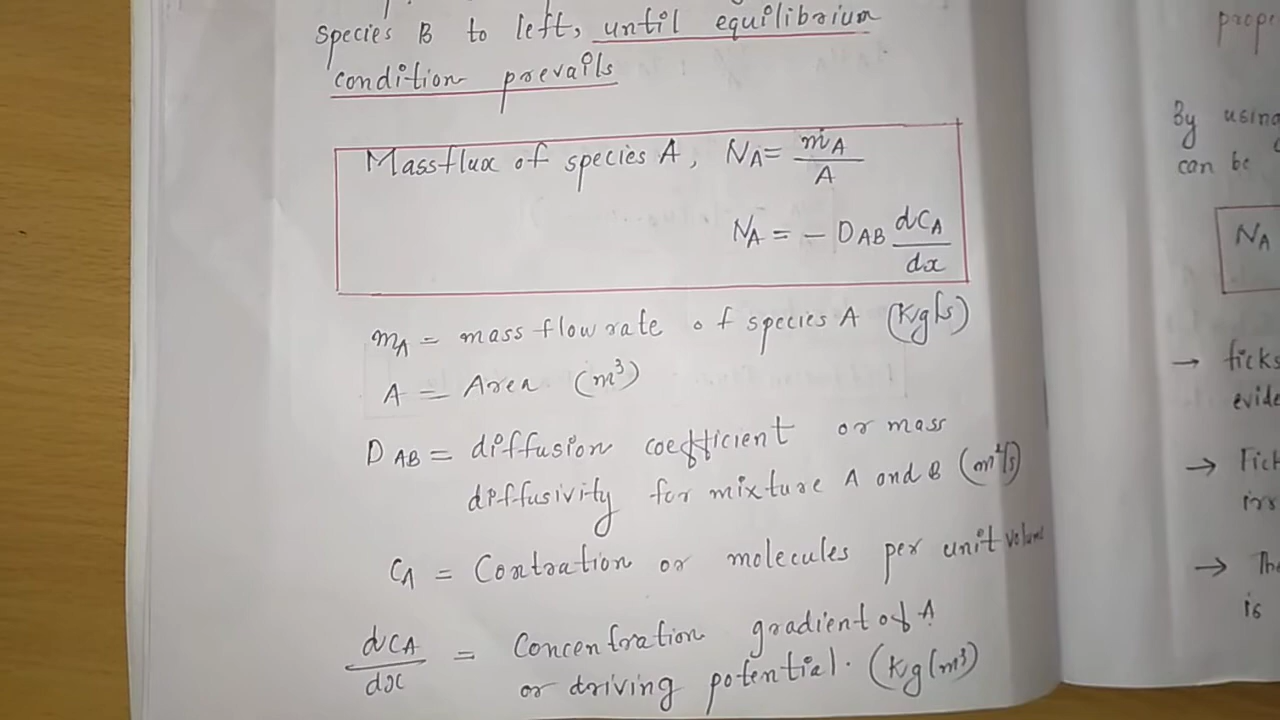 species B to left, until equilibrium
condition prevails
Massflux of species A, NA = ṁA / A
NA = - DAB dCA / dx
mA = mass flow rate of species A (Kg/s)
A = Area (m³)
DAB = diffusion coefficient or mass
diffusivity for mixture A and B (m²/s)
CA = Contration or molecules per unit volume
dCA / dx = Concentration gradient of A
or driving potential. (Kg/m³)
prope
By using
can be
NA
→ ficks
evide
→ Fick
irr
→ The
is